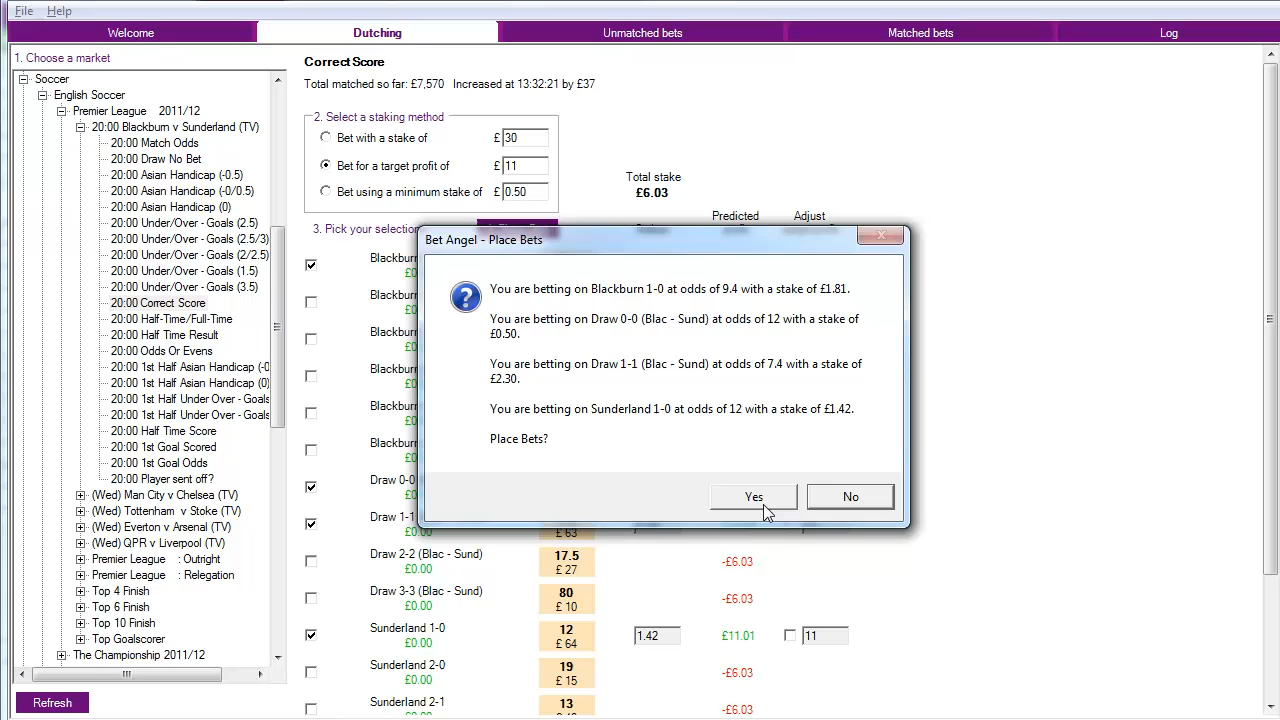 File Help
Welcome Dutching Unmatched bets Matched bets Log
1. Choose a market
Soccer
English Soccer
Premier League 2011/12
20:00 Blackburn v Sunderland (TV)
20:00 Match Odds
20:00 Draw No Bet
20:00 Asian Handicap (-0.5)
20:00 Asian Handicap (-0/0.5)
20:00 Asian Handicap (0)
20:00 Under/Over - Goals (2.5)
20:00 Under/Over - Goals (2.5/3)
20:00 Under/Over - Goals (2/2.5)
20:00 Under/Over - Goals (1.5)
20:00 Under/Over - Goals (3.5)
20:00 Correct Score
20:00 Half-Time/Full-Time
20:00 Half Time Result
20:00 Odds Or Evens
20:00 1st Half Asian Handicap (-0
20:00 1st Half Asian Handicap (0)
20:00 1st Half Under Over - Goals
20:00 1st Half Under/Over - Goals
20:00 Half Time Score
20:00 1st Goal Scored
20:00 1st Goal Odds
20:00 Player sent off?
(Wed) Man City v Chelsea (TV)
(Wed) Tottenham v Stoke (TV)
(Wed) Everton v Arsenal (TV)
(Wed) QPR v Liverpool (TV)
Premier League : Outright
Premier League : Relegation
Top 4 Finish
Top 6 Finish
Top 10 Finish
Top Goalscorer
The Championship 2011/12
Refresh
Correct Score
Total matched so far: £7,570 Increased at 13:32:21 by £37
2. Select a staking method
Bet with a stake of £ 30
Bet for a target profit of £ 11
Bet using a minimum stake of £ 0.50
Total stake
£6.03
Predicted
Adjust
3. Pick your selection
Blackburn
Blackburn
Blackburn
Blackburn
Blackburn
Blackburn
Draw 0-0
Draw 1-1
£0.00
£ 63
Draw 2-2 (Blac - Sund) 17.5 -£6.03
£0.00 £ 27
Draw 3-3 (Blac - Sund) 80 -£6.03
£0.00 £ 10
Sunderland 1-0 12 1.42 £11.01 11
£0.00 £ 64
Sunderland 2-0 19 -£6.03
£0.00 £ 15
Sunderland 2-1 13 -£6.03
Bet Angel - Place Bets
You are betting on Blackburn 1-0 at odds of 9.4 with a stake of £1.81.
You are betting on Draw 0-0 (Blac - Sund) at odds of 12 with a stake of
£0.50.
You are betting on Draw 1-1 (Blac - Sund) at odds of 7.4 with a stake of
£2.30.
You are betting on Sunderland 1-0 at odds of 12 with a stake of £1.42.
Place Bets?
Yes No